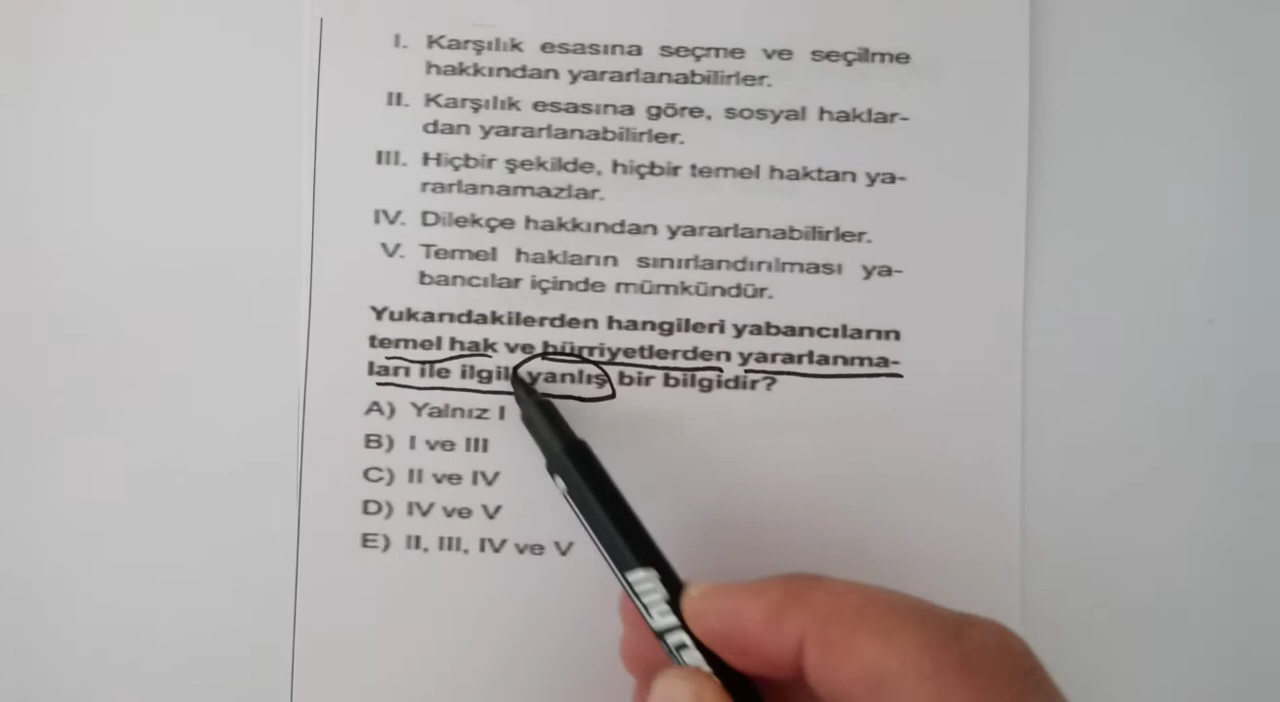 I. Karşılık esasına seçme ve seçilme
hakkından yararlanabilirler.
II. Karşılık esasına göre, sosyal haklar-
dan yararlanabilirler.
III. Hiçbir şekilde, hiçbir temel haktan ya-
rarlanamazlar.
IV. Dilekçe hakkından yararlanabilirler.
V. Temel hakların sınırlandırılması ya-
bancılar içinde mümkündür.
Yukarıdakilerden hangileri yabancıların
temel hak ve hürriyetlerden yararlanma-
ları ile ilgili yanlış bir bilgidir?
A) Yalnız I
B) I ve III
C) II ve IV
D) IV ve V
E) II, III, IV ve V